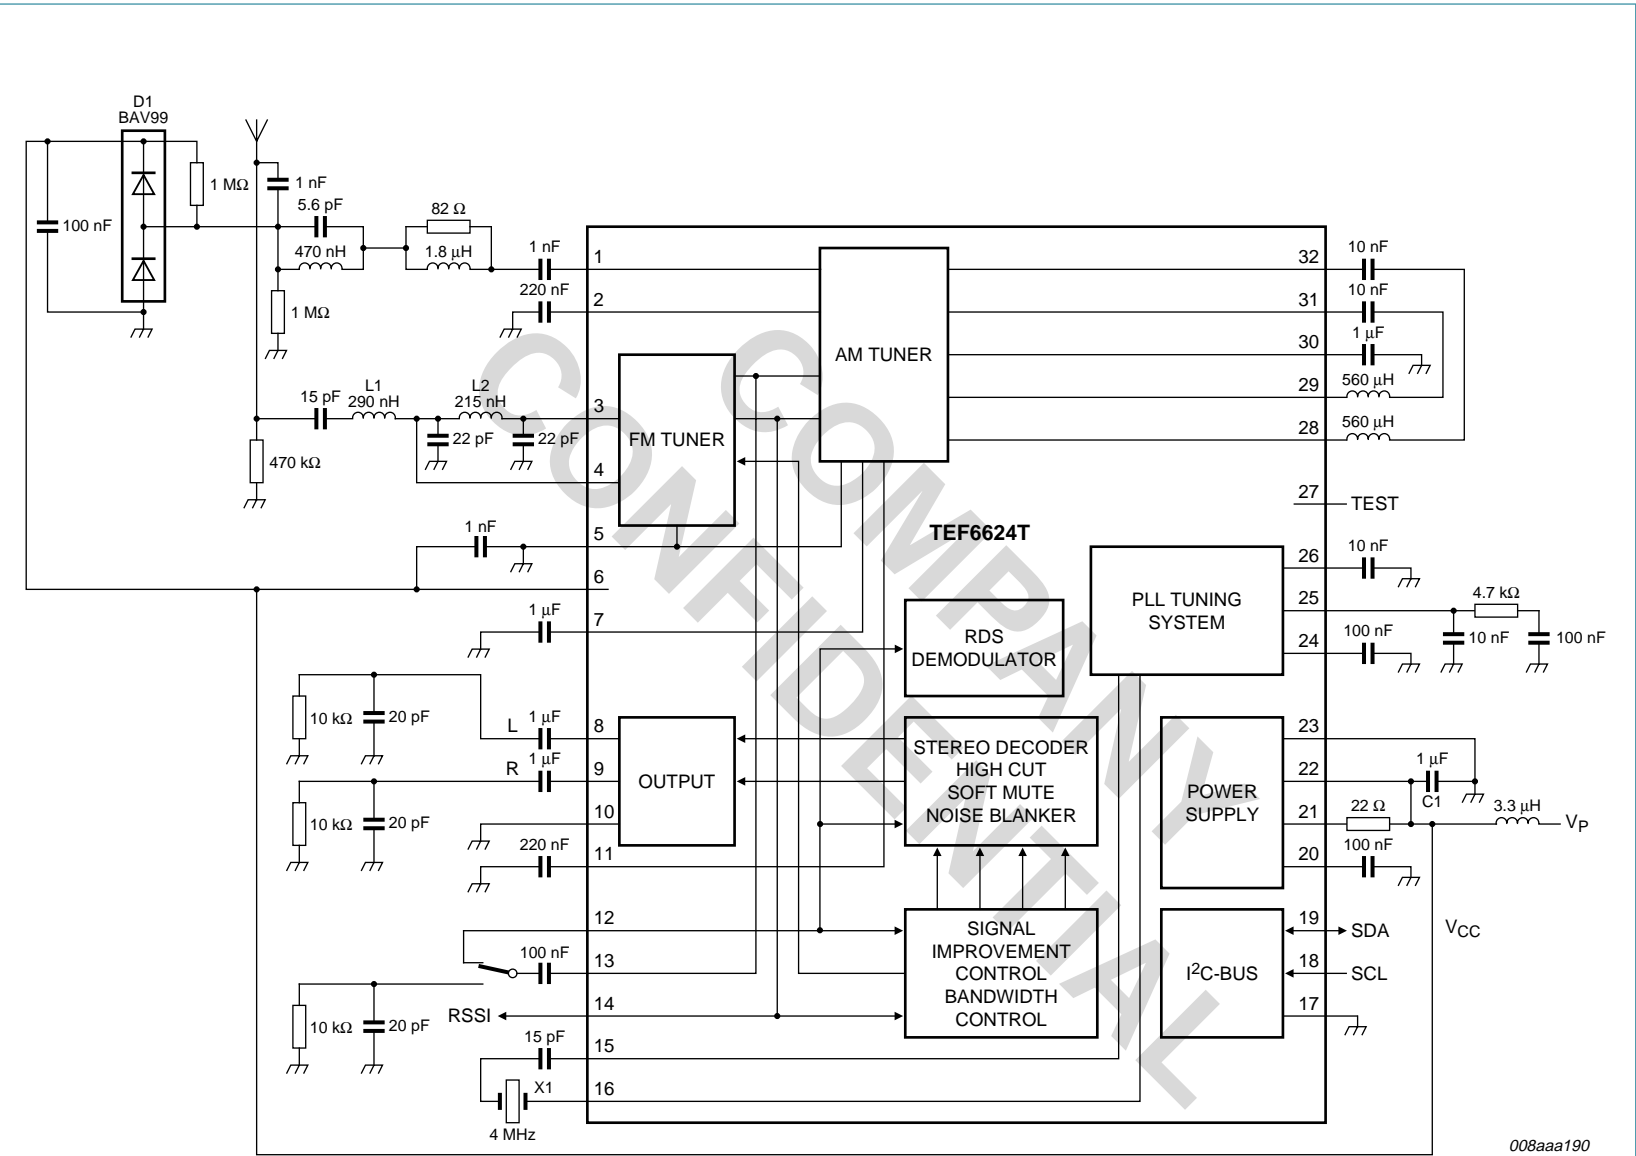 D1
BAV99
1 MΩ
1 nF
5.6 pF
100 nF
82 Ω
470 nH
1.8 μH
1 nF
1
220 nF
2
1 MΩ
AM TUNER
32
10 nF
31
10 nF
30
1 μF
29
560 μH
28
560 μH
15 pF
L1
290 nH
L2
215 nH
3
22 pF
22 pF
FM TUNER
470 kΩ
4
27
TEST
1 nF
5
TEF6624T
6
26
10 nF
PLL TUNING
SYSTEM
25
4.7 kΩ
10 nF
100 nF
24
100 nF
1 μF
7
RDS
DEMODULATOR
10 kΩ
20 pF
L
1 μF
8
R
1 μF
9
OUTPUT
10 kΩ
20 pF
10
220 nF
11
STEREO DECODER
HIGH CUT
SOFT MUTE
NOISE BLANKER
POWER
SUPPLY
23
22
1 μF
C1
21
22 Ω
3.3 μH
VP
20
100 nF
12
100 nF
13
10 kΩ
20 pF
RSSI
14
SIGNAL
IMPROVEMENT
CONTROL
BANDWIDTH
CONTROL
I2C-BUS
19
SDA
VCC
18
SCL
17
15 pF
15
X1
16
4 MHz
COMPANY
CONFIDENTIAL
008aaa190